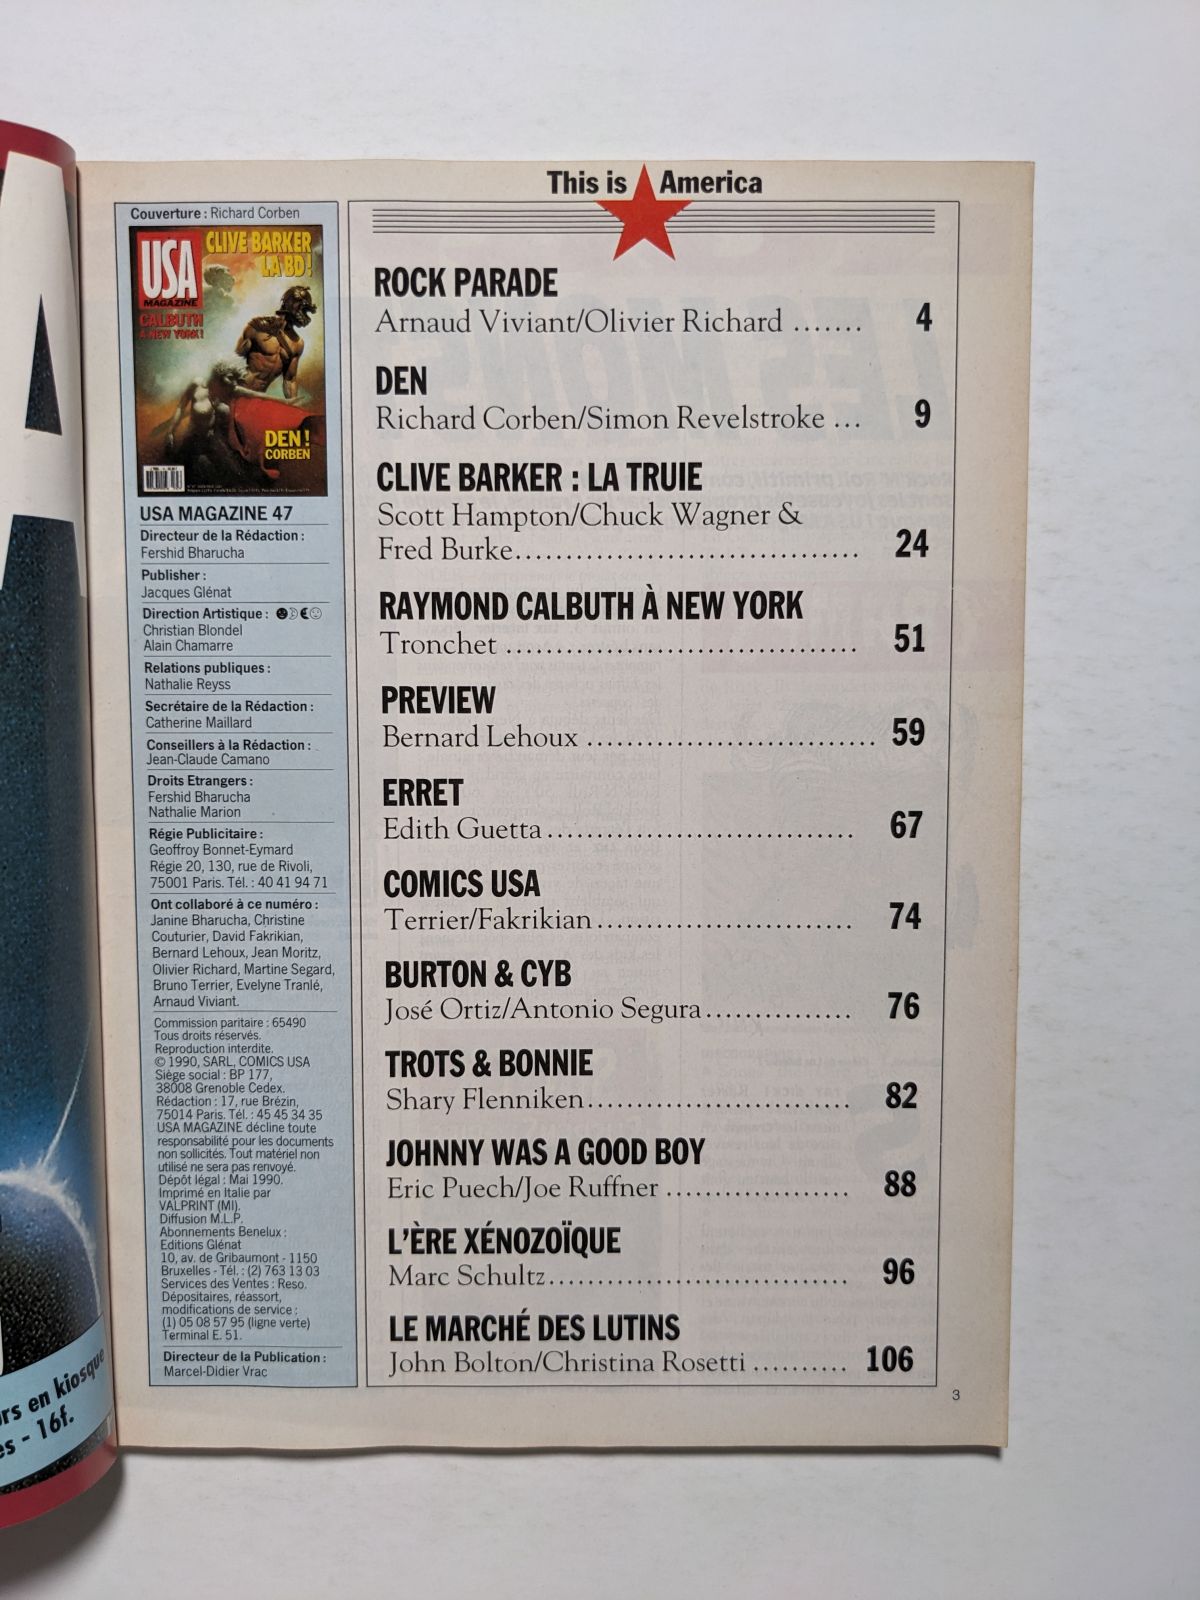 This is America
Couverture : Richard Corben
USA
MAGAZINE
CLIVE BARKER
LA BD!
CALBUTH
A NEW YORK!
DEN !
CORBEN
USA MAGAZINE 47
Directeur de la Rédaction :
Fershid Bharucha
Publisher :
Jacques Glénat
Direction Artistique :
Christian Blondel
Alain Chamarre
Relations publiques :
Nathalie Reyss
Secrétaire de la Rédaction :
Catherine Maillard
Conseillers à la Rédaction :
Jean-Claude Camano
Droits Etrangers :
Fershid Bharucha
Nathalie Marion
Régie Publicitaire :
Geoffroy Bonnet-Eymard
Régie 20, 130, rue de Rivoli,
75001 Paris. Tél. : 40 41 94 71
Ont collaboré à ce numéro :
Janine Bharucha, Christine
Couturier, David Fakrikian,
Bernard Lehoux, Jean Moritz,
Olivier Richard, Martine Segard,
Bruno Terrier, Evelyne Tranlé,
Arnaud Viviant.
Commission paritaire : 65490
Tous droits réservés.
Reproduction interdite.
© 1990, SARL, COMICS USA
Siège social : BP 177,
38008 Grenoble Cedex.
Rédaction : 17, rue Brézin,
75014 Paris. Tél. : 45 45 34 35
USA MAGAZINE décline toute
responsabilité pour les documents
non sollicités. Tout matériel non
utilisé ne sera pas renvoyé.
Dépôt légal : Mai 1990.
Imprimé en Italie par
VALPRINT (MI).
Diffusion M.L.P.
Abonnements Benelux :
Editions Glénat
10, av. de Gribaumont - 1150
Bruxelles - Tél. : (2) 763 13 03
Services des Ventes : Reso.
Dépositaires, réassort,
modifications de service :
(1) 05 08 57 95 (ligne verte)
Terminal E. 51.
Directeur de la Publication :
Marcel-Didier Vrac
ROCK PARADE
Arnaud Viviant/Olivier Richard ....... 4
DEN
Richard Corben/Simon Revelstroke ... 9
CLIVE BARKER : LA TRUIE
Scott Hampton/Chuck Wagner &
Fred Burke.................................. 24
RAYMOND CALBUTH À NEW YORK
Tronchet ................................... 51
PREVIEW
Bernard Lehoux ............................. 59
ERRET
Edith Guetta............................... 67
COMICS USA
Terrier/Fakrikian.......................... 74
BURTON & CYB
José Ortiz/Antonio Segura............... 76
TROTS & BONNIE
Shary Flenniken........................... 82
JOHNNY WAS A GOOD BOY
Eric Puech/Joe Ruffner ................... 88
L'ÈRE XÉNOZOÏQUE
Marc Schultz.............................. 96
LE MARCHÉ DES LUTINS
John Bolton/Christina Rosetti .......... 106
3
en kiosque
- 16f.